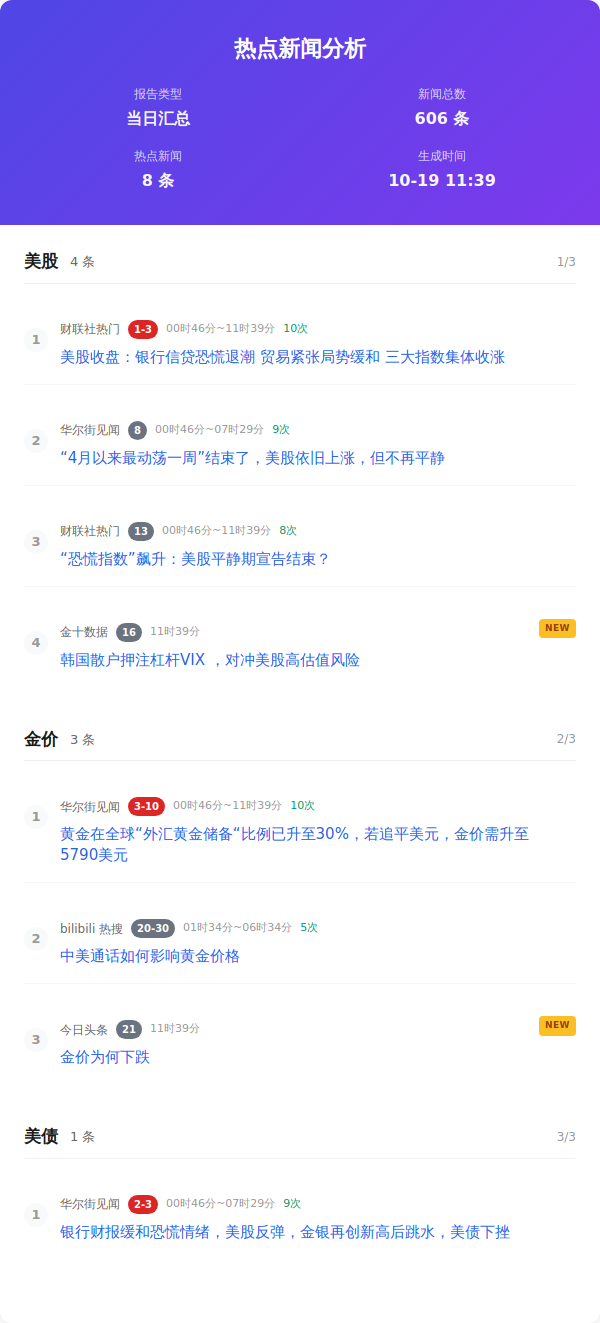 热点新闻分析
报告类型
新闻总数
当日汇总
606 条
热点新闻
生成时间
8 条
10-19 11:39
美股 4 条 1/3
1 财联社热门 1-3 00时46分~11时39分 10次
美股收盘：银行信贷恐慌退潮 贸易紧张局势缓和 三大指数集体收涨
2 华尔街见闻 8 00时46分~07时29分 9次
“4月以来最动荡一周”结束了，美股依旧上涨，但不再平静
3 财联社热门 13 00时46分~11时39分 8次
“恐慌指数”飙升：美股平静期宣告结束？
4 金十数据 16 11时39分 NEW
韩国散户押注杠杆VIX ，对冲美股高估值风险
金价 3 条 2/3
1 华尔街见闻 3-10 00时46分~11时39分 10次
黄金在全球“外汇黄金储备“比例已升至30%，若追平美元，金价需升至
5790美元
2 bilibili 热搜 20-30 01时34分~06时34分 5次
中美通话如何影响黄金价格
3 今日头条 21 11时39分 NEW
金价为何下跌
美债 1 条 3/3
1 华尔街见闻 2-3 00时46分~07时29分 9次
银行财报缓和恐慌情绪，美股反弹，金银再创新高后跳水，美债下挫